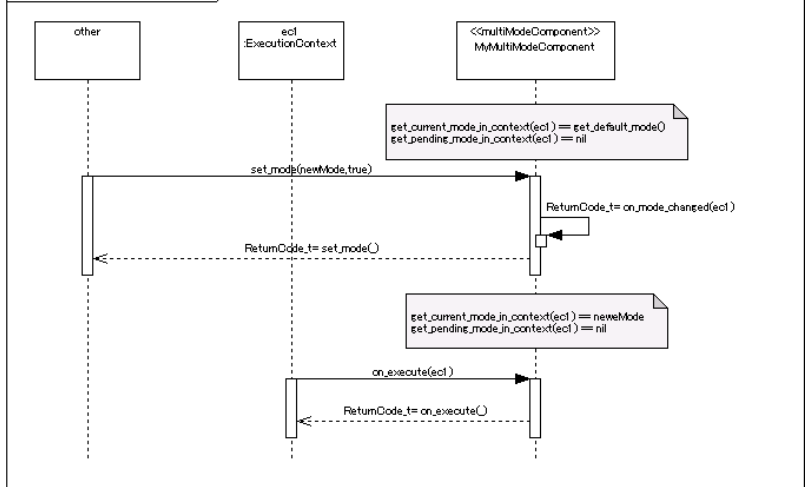 other
ec1
:ExecutionContext
<<multiModeComponent>>
MyMultiModeComponent
get_current_mode_in_context(ec1) == get_default_mode()
get_pending_mode_in_context(ec1) == nil
set_mode(newMode,true)
ReturnCode_t= on_mode_changed(ec1)
ReturnCode_t= set_mode(_)
get_current_mode_in_context(ec1) == neweMode
get_pending_mode_in_context(ec1) == nil
on_execute(ec1)
ReturnCode_t= on_execute(_)